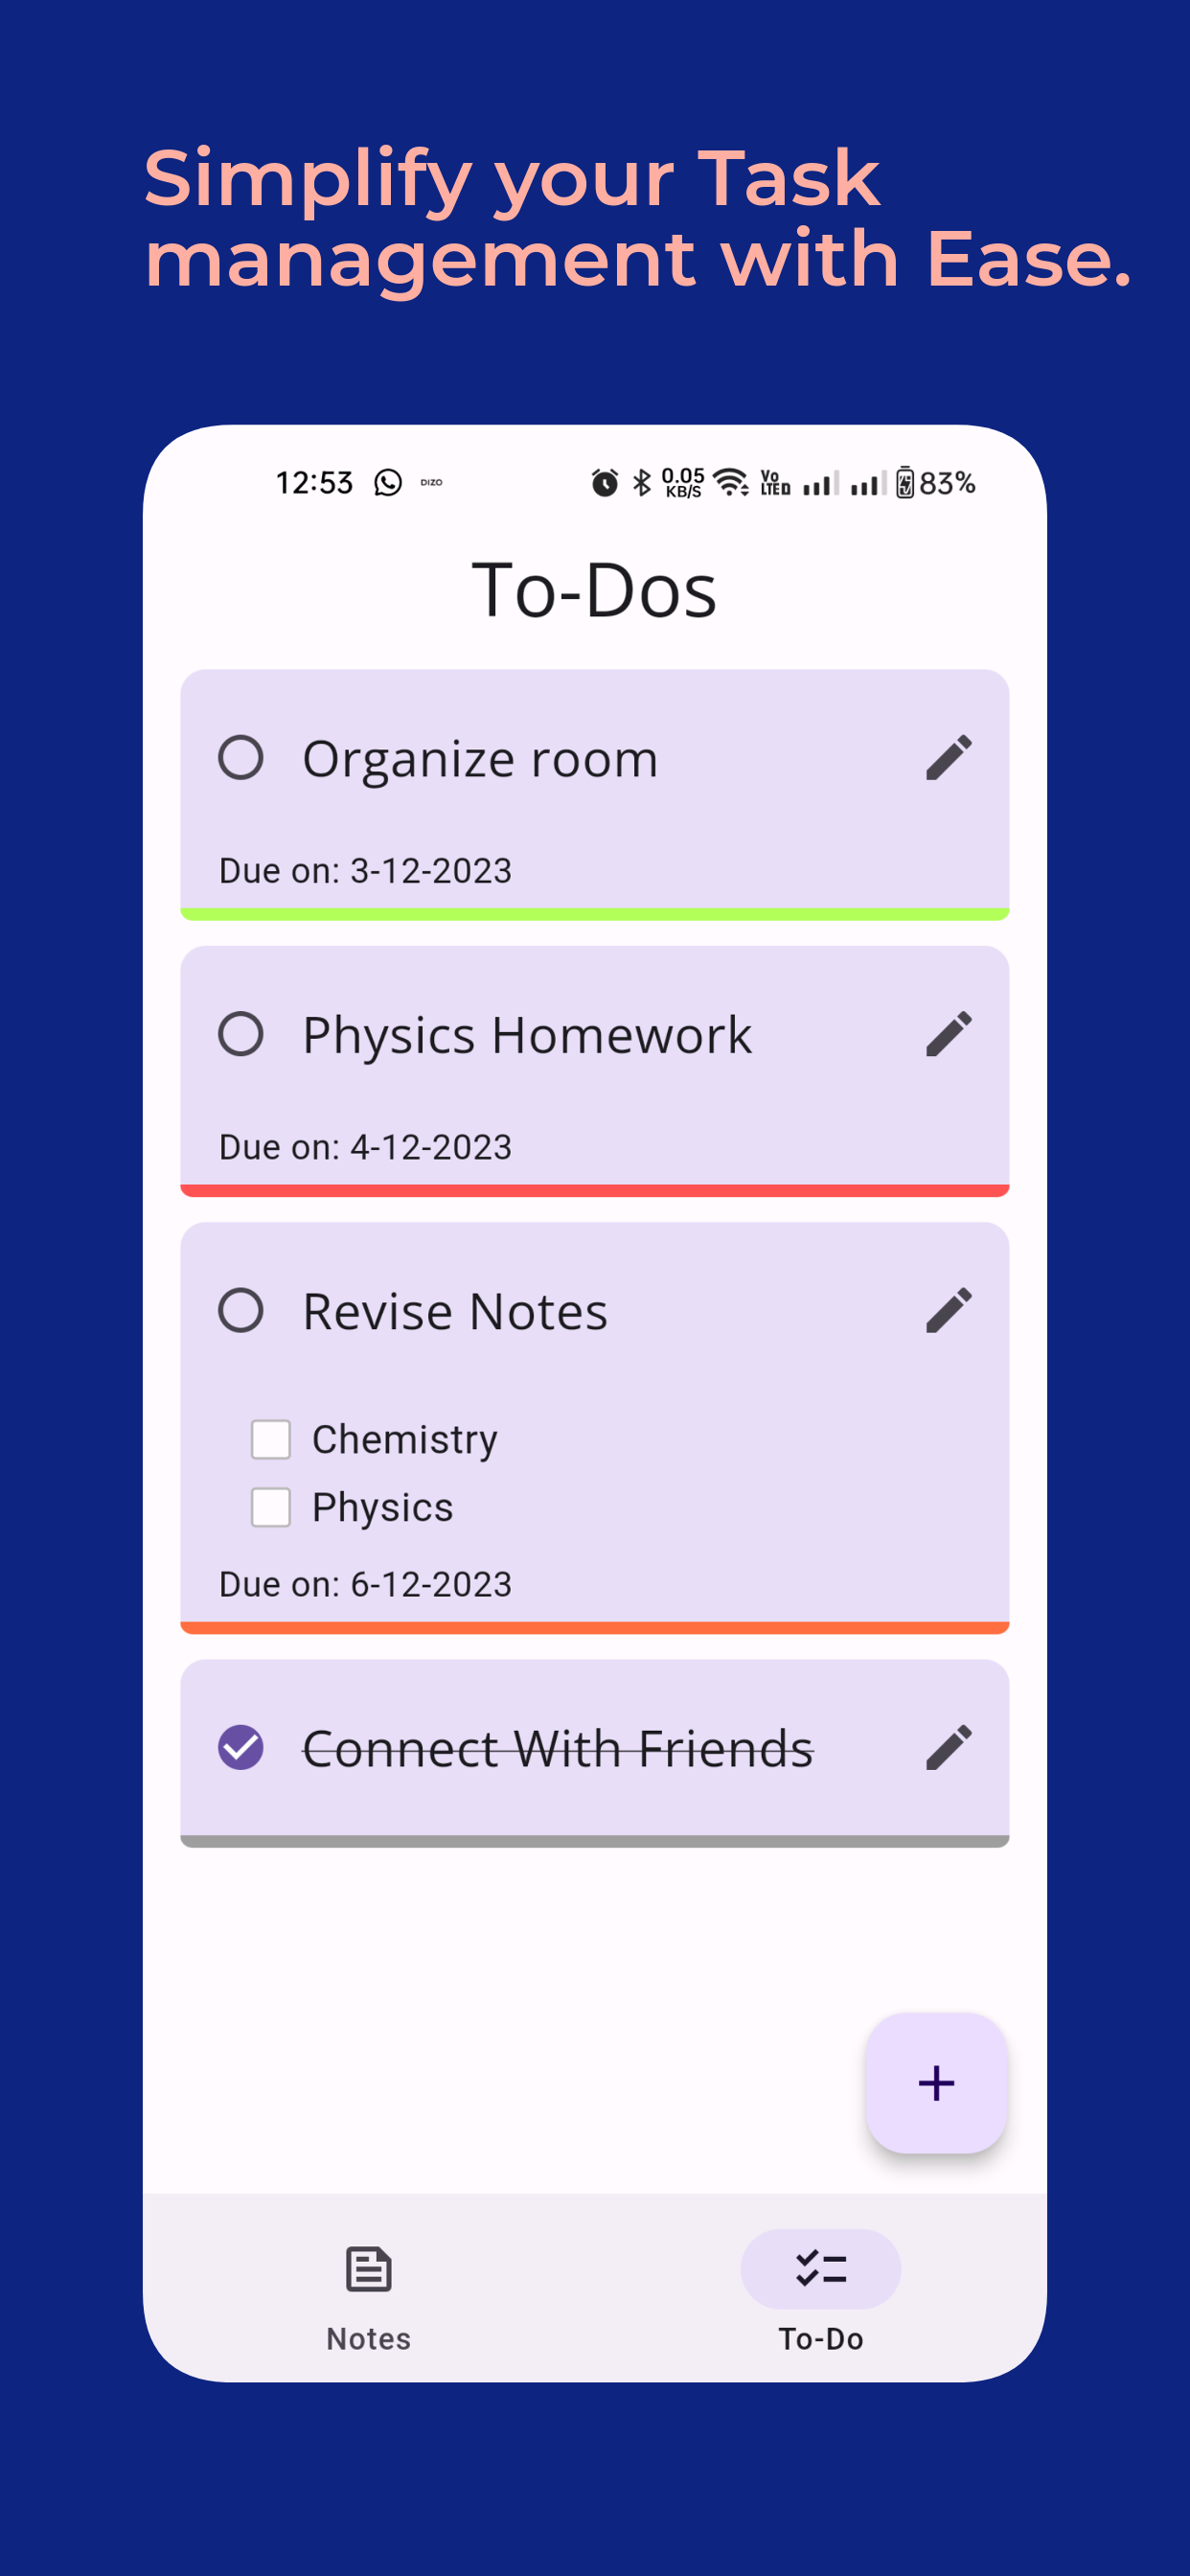 Simplify your Task
management with Ease.
12:53 DIZO 0.05 KB/S Vo LTED 83%
To-Dos
Organize room
Due on: 3-12-2023
Physics Homework
Due on: 4-12-2023
Revise Notes
Chemistry
Physics
Due on: 6-12-2023
Connect With Friends
+
Notes To-Do